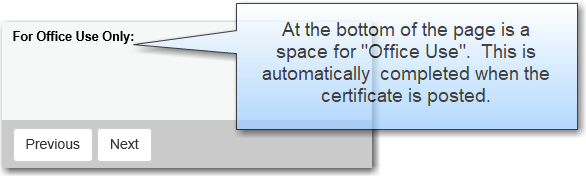 For Office Use Only:
At the bottom of the page is a
space for "Office Use".  This is
automatically  completed when the
certificate is posted.
Previous
Next